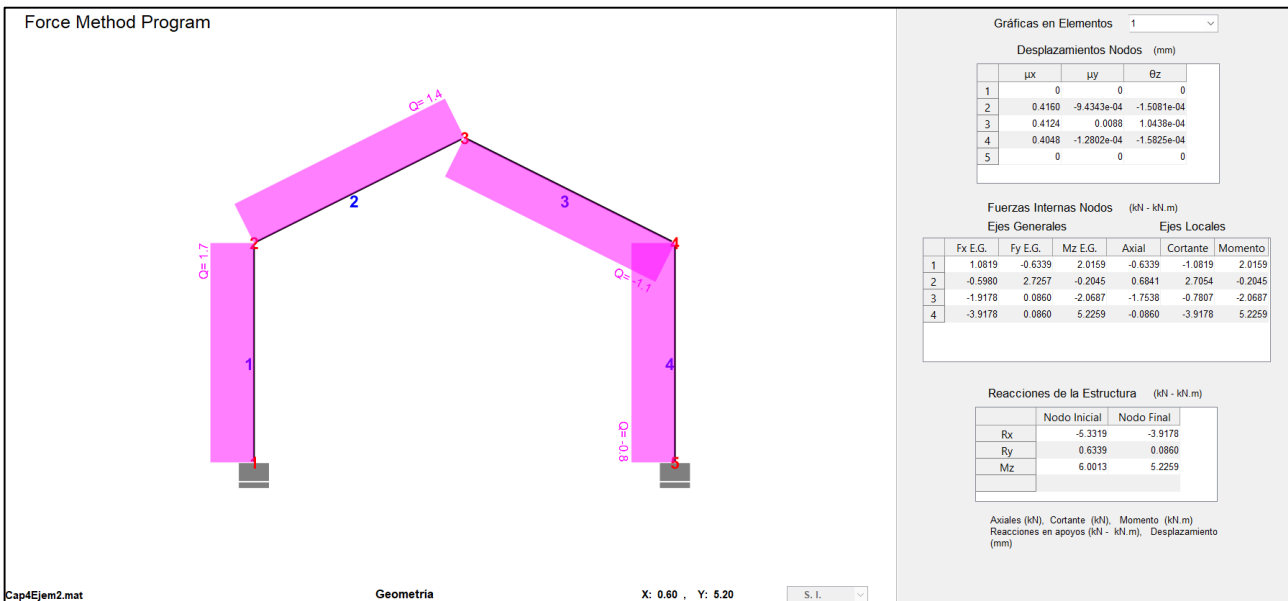 Force Method Program
Q= 1.7
Q= 1.4
Q= -1.1
Q= -0.8
1
2
3
4
1
2
3
4
5
Cap4Ejem2.mat
Geometria
X: 0.60 , Y: 5.20
S. I.
Gráficas en Elementos 1
Desplazamientos Nodos (mm)
μx μy θz
1 0 0 0
2 0.4160 -9.4343e-04 -1.5081e-04
3 0.4124 0.0088 1.0438e-04
4 0.4048 -1.2802e-04 -1.5825e-04
5 0 0 0
Fuerzas Internas Nodos (kN - kN.m)
Ejes Generales Ejes Locales
Fx E.G. Fy E.G. Mz E.G. Axial Cortante Momento
1 1.0819 -0.6339 2.0159 -0.6339 -1.0819 2.0159
2 -0.5980 2.7257 -0.2045 0.6841 2.7054 -0.2045
3 -1.9178 0.0860 -2.0687 -1.7538 -0.7807 -2.0687
4 -3.9178 0.0860 5.2259 -0.0860 -3.9178 5.2259
Reacciones de la Estructura (kN - kN.m)
Nodo Inicial Nodo Final
Rx -5.3319 -3.9178
Ry 0.6339 0.0860
Mz 6.0013 5.2259
Axiales (kN), Cortante (kN), Momento (kN.m)
Reacciones en apoyos (kN - kN.m), Desplazamiento
(mm)